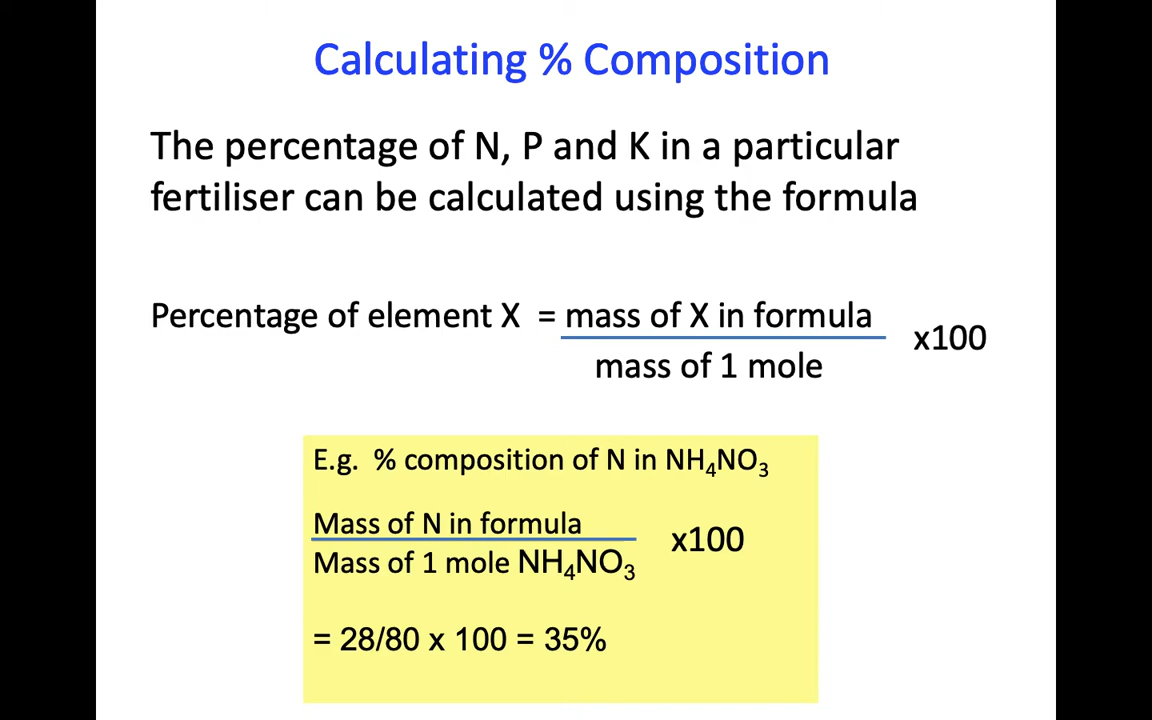 Calculating % Composition
The percentage of N, P and K in a particular
fertiliser can be calculated using the formula
Percentage of element X = mass of X in formula
x100
mass of 1 mole
E.g. % composition of N in NH₄NO₃
Mass of N in formula
x100
Mass of 1 mole NH₄NO₃
= 28/80 x 100 = 35%